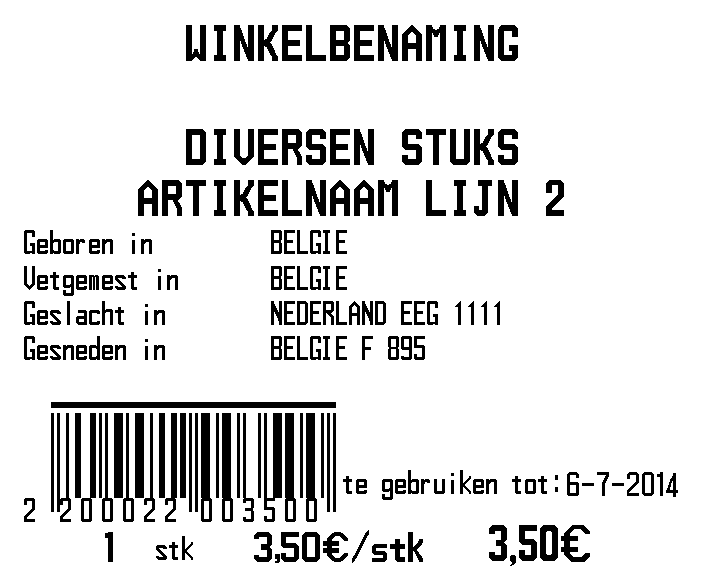 WINKELBENAMING
DIVERSEN STUKS
ARTIKELNAAM LIJN 2
Geboren in BELGIE
Vetgemest in BELGIE
Geslacht in NEDERLAND EEG 1111
Gesneden in BELGIE F 895
te gebruiken tot: 6-7-2014
2 200022 003500
1 stk 3,50€/stk 3,50€